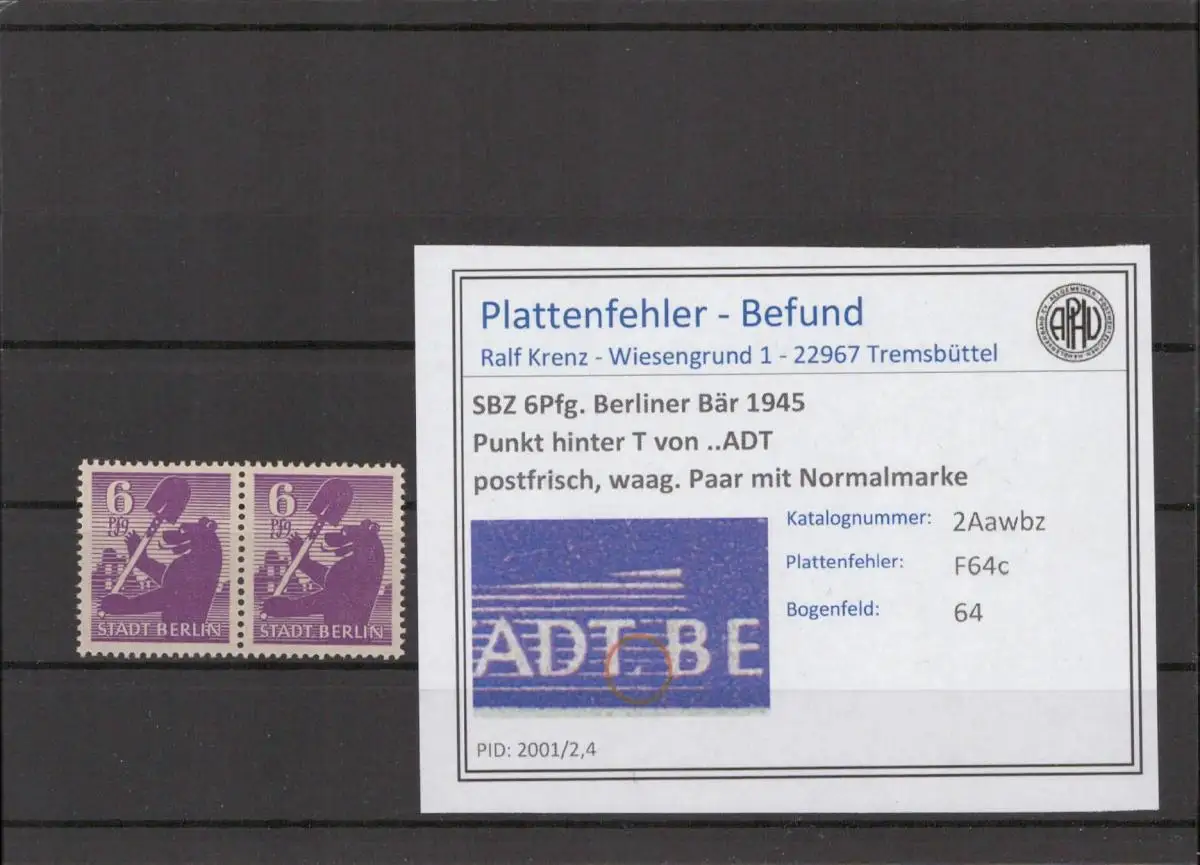 6
Pfg
STADT BERLIN
6
Pfg
STADT BERLIN
Plattenfehler - Befund
Ralf Krenz - Wiesengrund 1 - 22967 Tremsbüttel
APHV
SBZ 6Pfg. Berliner Bär 1945
Punkt hinter T von ..ADT
postfrisch, waag. Paar mit Normalmarke
ADT.BE
Katalognummer: 2Aawbz
Plattenfehler: F64c
Bogenfeld: 64
PID: 2001/2,4